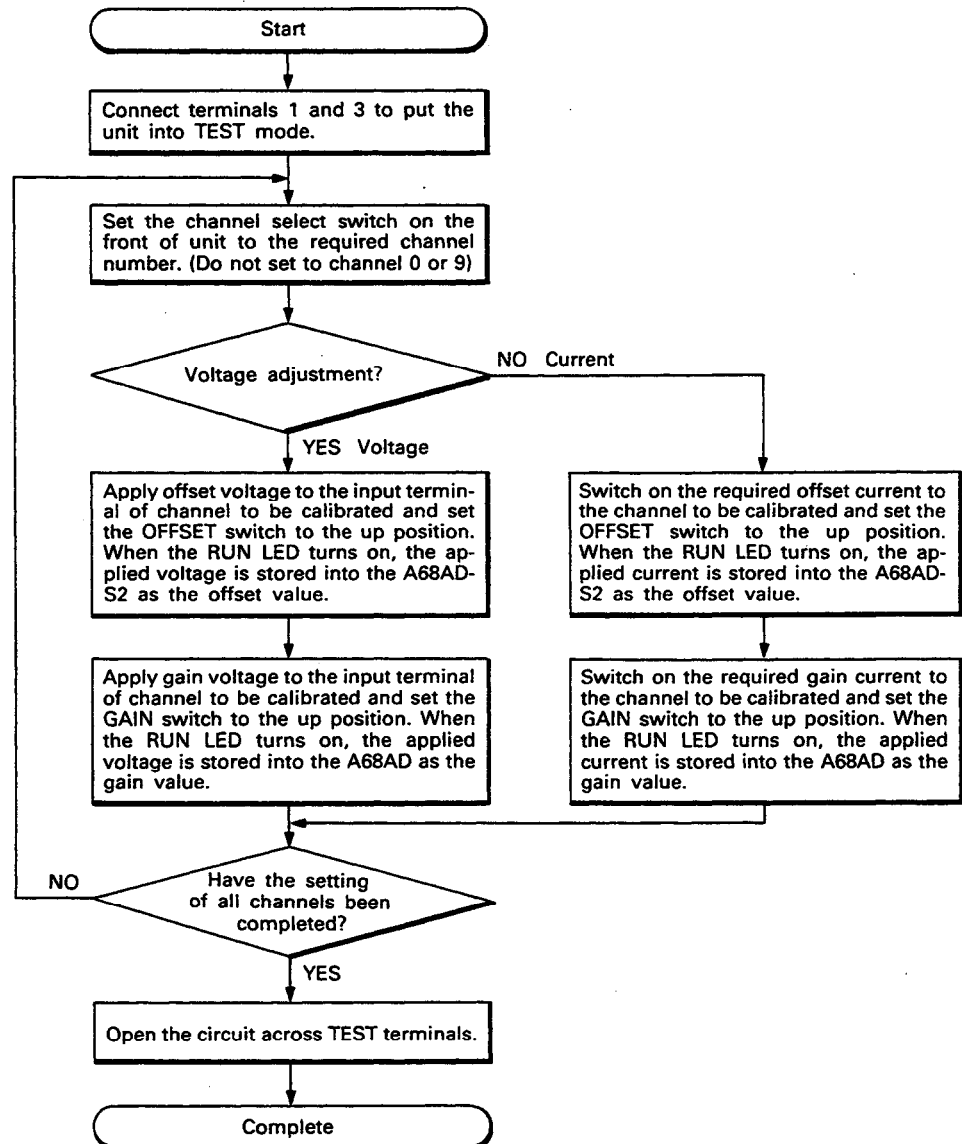 Start
Connect terminals 1 and 3 to put the
unit into TEST mode.
Set the channel select switch on the
front of unit to the required channel
number. (Do not set to channel 0 or 9)
Voltage adjustment?
NO Current
YES Voltage
Apply offset voltage to the input termin-
al of channel to be calibrated and set
the OFFSET switch to the up position.
When the RUN LED turns on, the ap-
plied voltage is stored into the A68AD-
S2 as the offset value.
Switch on the required offset current to
the channel to be calibrated and set the
OFFSET switch to the up position.
When the RUN LED turns on, the ap-
plied current is stored into the A68AD-
S2 as the offset value.
Apply gain voltage to the input terminal
of channel to be calibrated and set the
GAIN switch to the up position. When
the RUN LED turns on, the applied
voltage is stored into the A68AD as the
gain value.
Switch on the required gain current to
the channel to be calibrated and set the
GAIN switch to the up position. When
the RUN LED turns on, the applied
current is stored into the A68AD as the
gain value.
NO
Have the setting
of all channels been
completed?
YES
Open the circuit across TEST terminals.
Complete